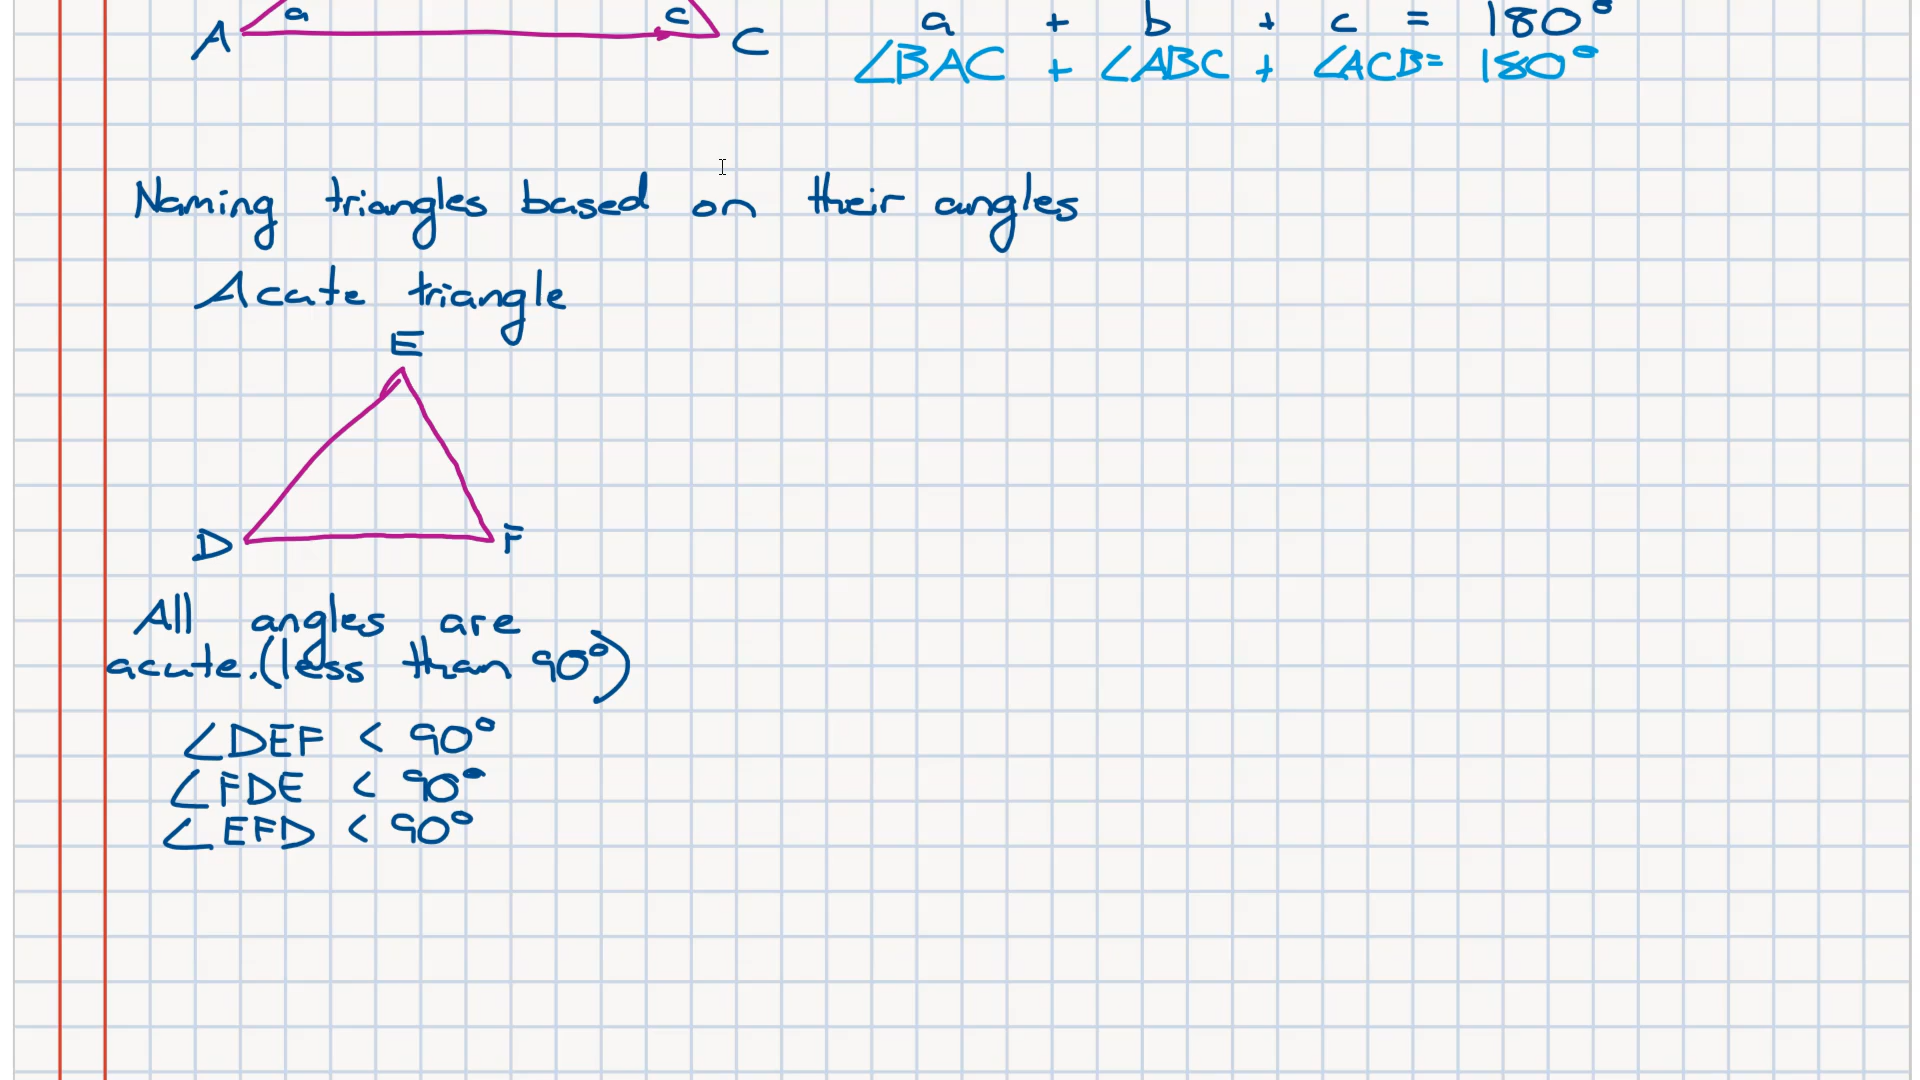 a c a + b + c = 180°
A C ∠BAC + ∠ABC + ∠ACB = 180°
Naming triangles based on their angles
Acute triangle
E
D F
All angles are
acute. (less than 90°)
∠DEF < 90°
∠FDE < 90°
∠EFD < 90°